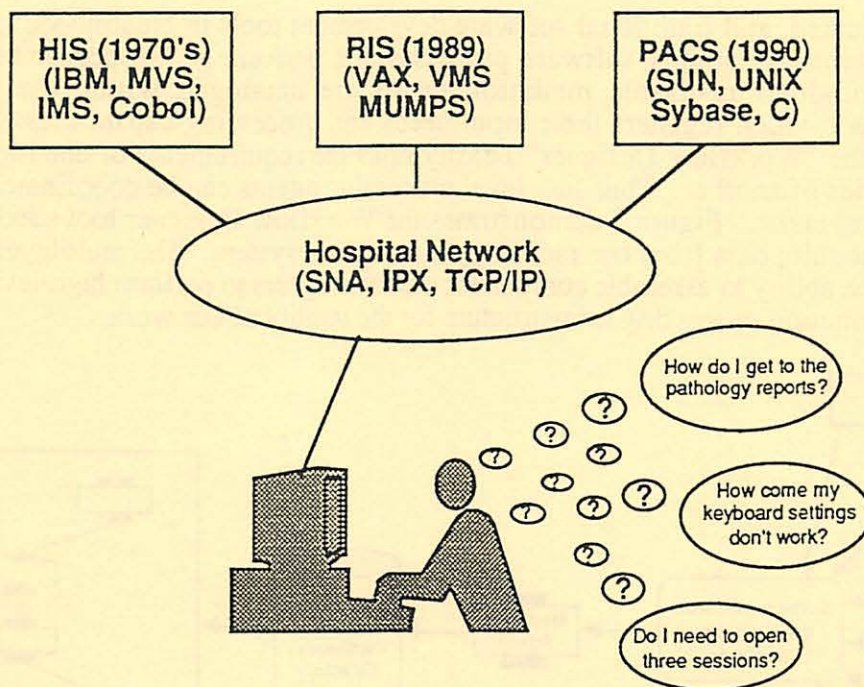 HIS (1970's)
(IBM, MVS,
IMS, Cobol)
RIS (1989)
(VAX, VMS
MUMPS)
PACS (1990)
(SUN, UNIX
Sybase, C)
Hospital Network
(SNA, IPX, TCP/IP)
How do I get to the
pathology reports?
?
?
?
?
?
?
?
?
?
?
How come my
keyboard settings
don't work?
Do I need to open
three sessions?